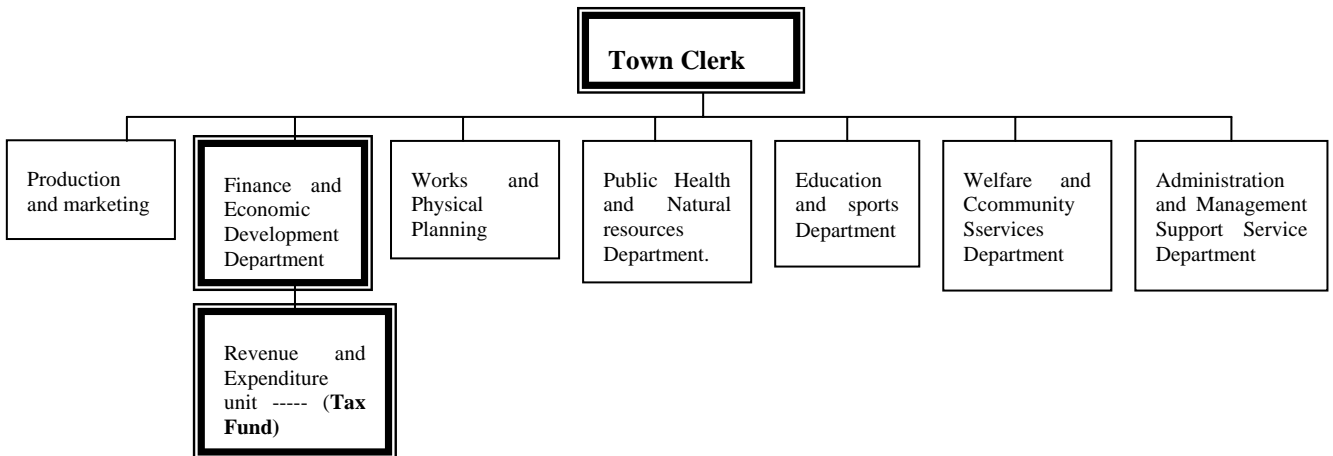 Town Clerk
Production
and marketing
Finance and
Economic
Development
Department
Works and
Physical
Planning
Public Health
and Natural
resources
Department.
Education
and sports
Department
Welfare and
Ccommunity
Sservices
Department
Administration
and Management
Support Service
Department
Revenue and
Expenditure
unit ----- (Tax
Fund)